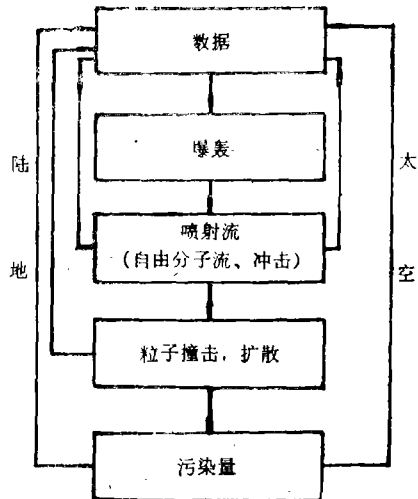 数据
曝轰
喷射流
(自由分子流、冲击)
粒子撞击,扩散
污染量
陆地
太空